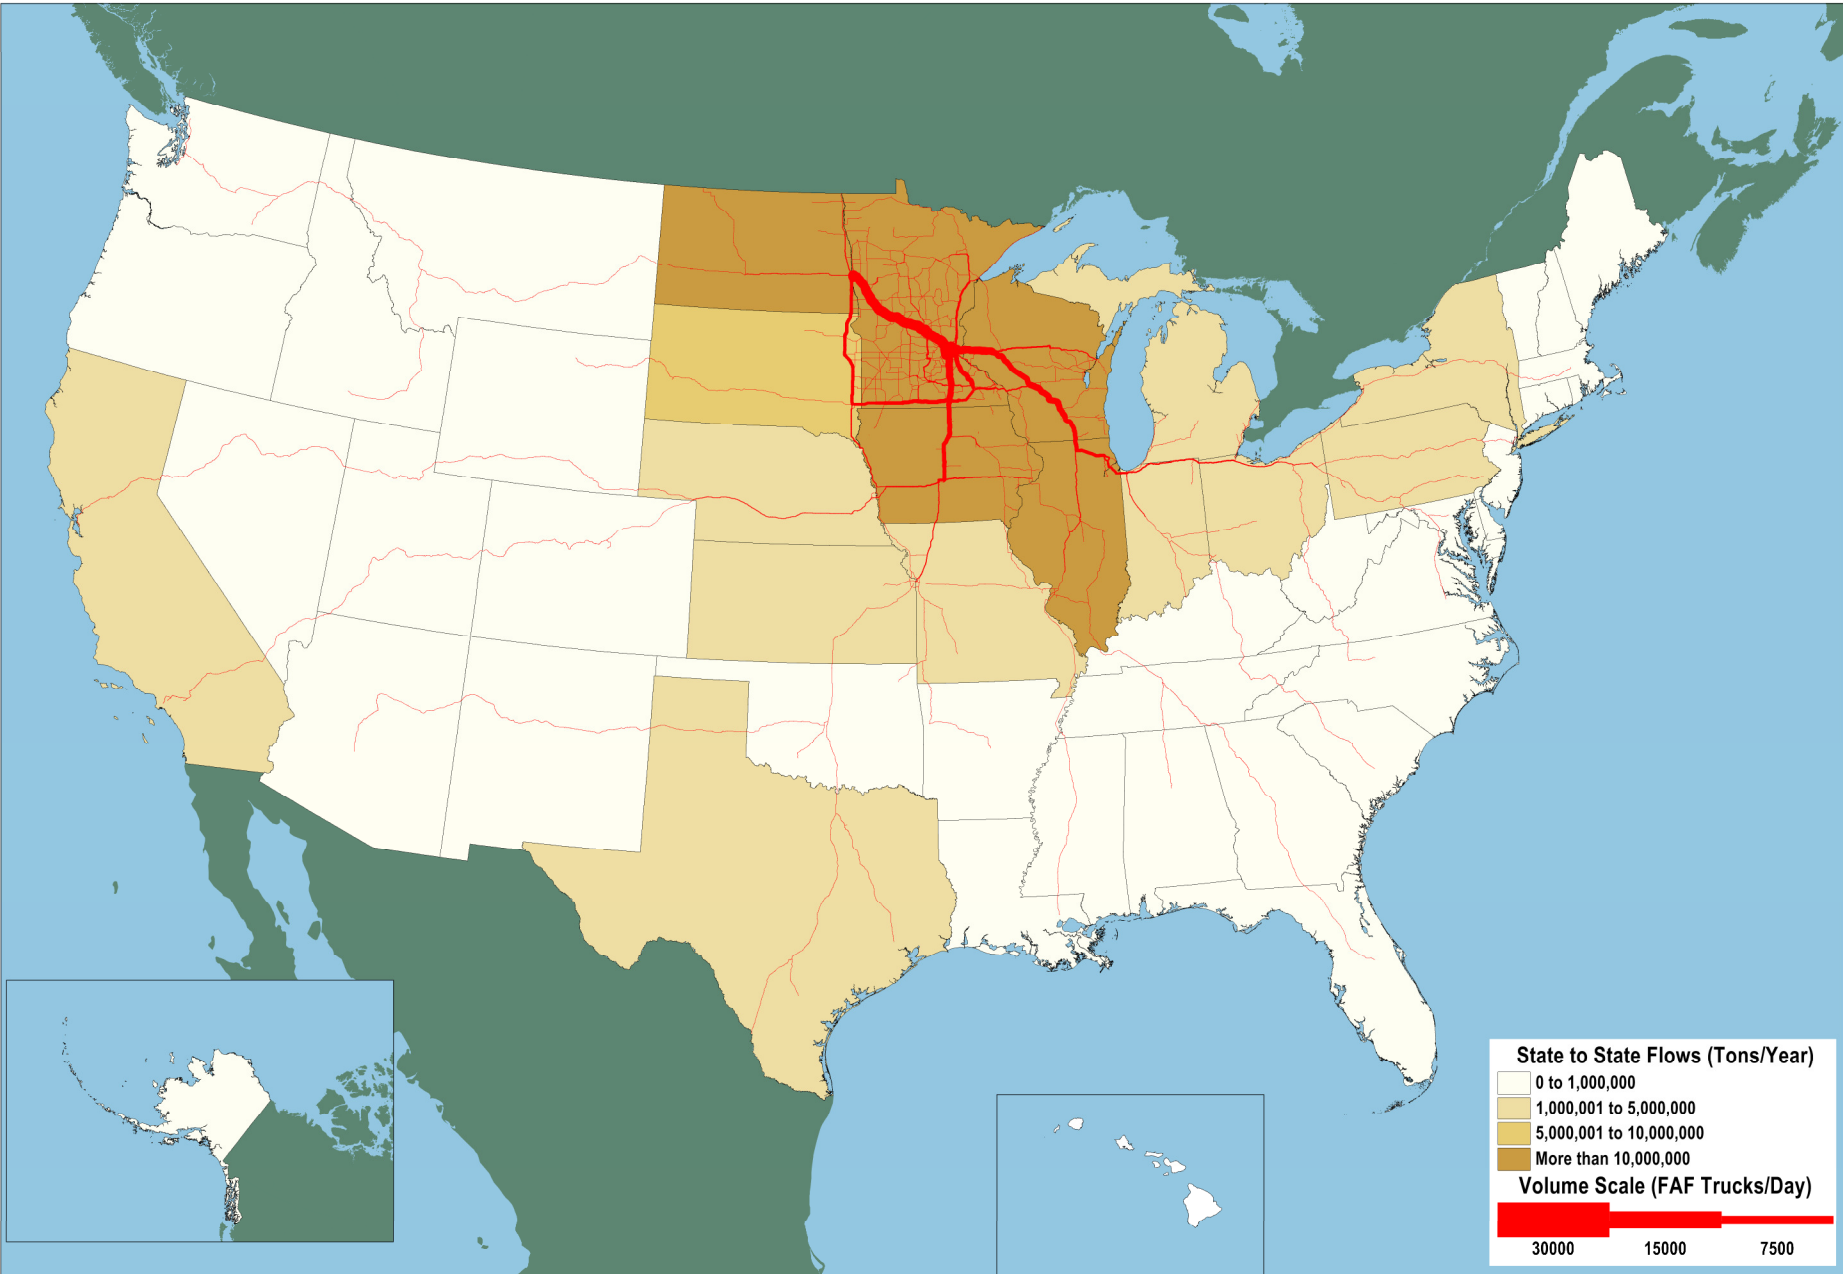 State to State Flows (Tons/Year)
0 to 1,000,000
1,000,001 to 5,000,000
5,000,001 to 10,000,000
More than 10,000,000
Volume Scale (FAF Trucks/Day)
30000 15000 7500